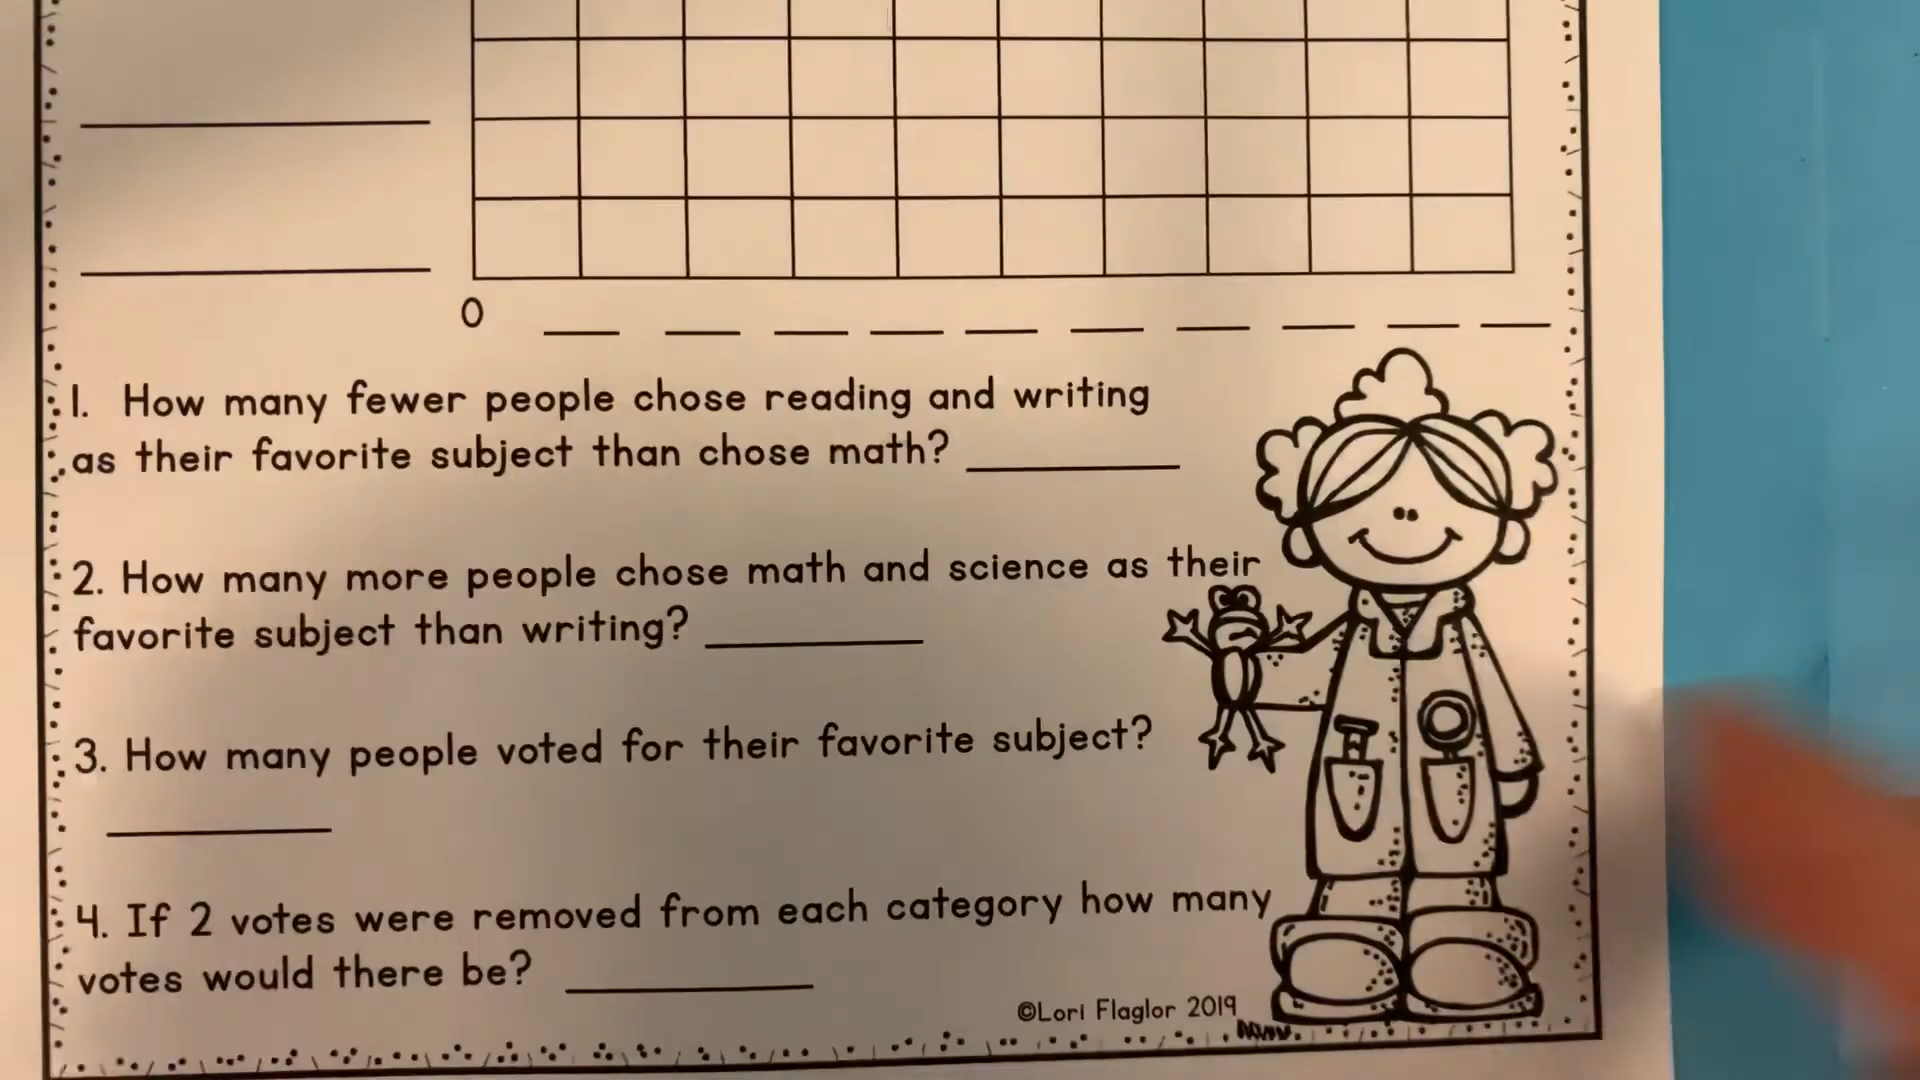 0
1. How many fewer people chose reading and writing
as their favorite subject than chose math?
2. How many more people chose math and science as their
favorite subject than writing?
3. How many people voted for their favorite subject?
4. If 2 votes were removed from each category how many
votes would there be?
©Lori Flaglor 2019